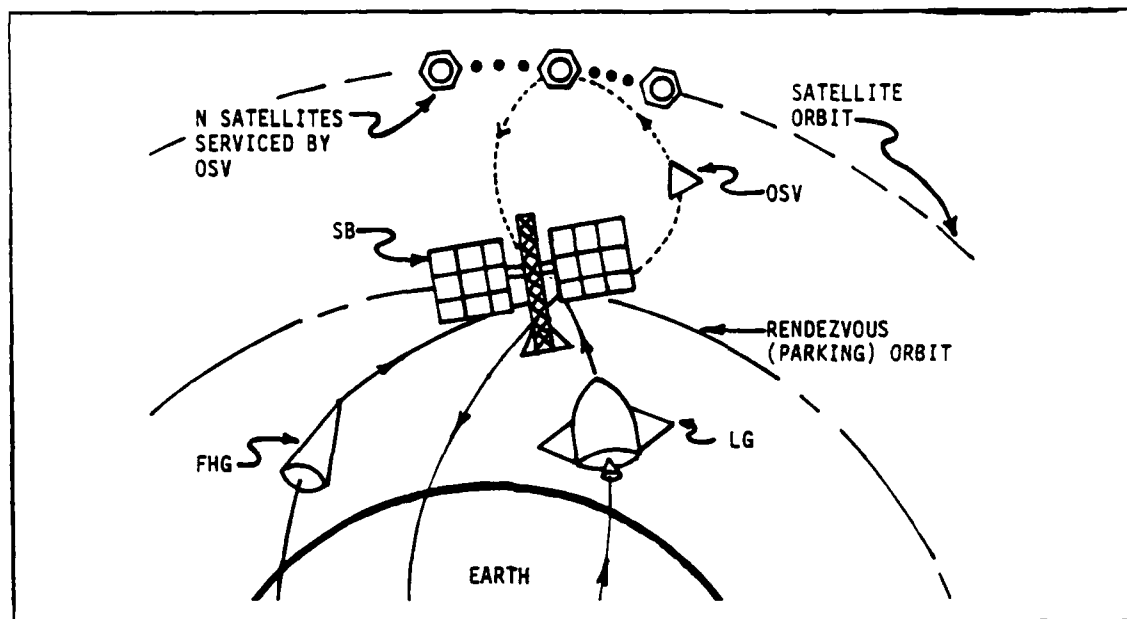 N SATELLITES
SERVICED BY
OSV
SATELLITE
ORBIT
OSV
SB
RENDEZVOUS
(PARKING) ORBIT
FHG
LG
EARTH